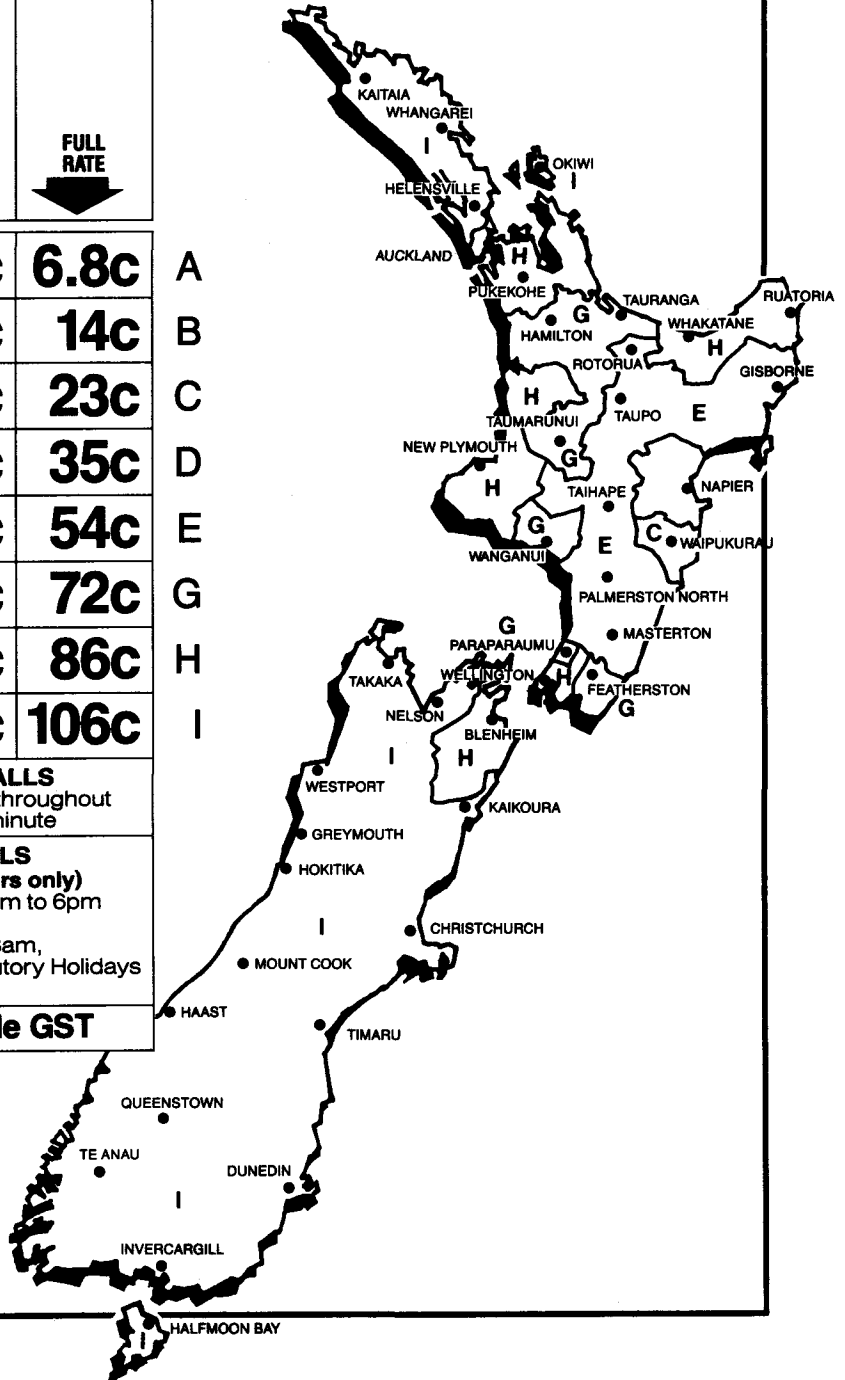 FULL
RATE
c 6.8c A
c 14c B
c 23c C
c 35c D
c 54c E
c 72c G
c 86c H
c 106c I
ALLS
throughout
minute
LS
rs only)
m to 6pm
8am,
utory Holidays
le GST
KAITAIA
WHANGAREI
I
OKIWI
I
HELENSVILLE
AUCKLAND
H
PUKEKOHE
RUATORIA
TAURANGA
G
WHAKATANE
HAMILTON
H
ROTORUA
GISBORNE
H
TAUPO
E
TAUMARUNUI
NEW PLYMOUTH
G
H
TAIHAPE
NAPIER
G
C
WAIPUKURAU
E
WANGANUI
PALMERSTON NORTH
G
MASTERTON
PARAPARAUMU
WELLINGTON
H
TAKAKA
FEATHERSTON
NELSON
G
BLENHEIM
I
H
WESTPORT
KAIKOURA
GREYMOUTH
HOKITIKA
I
CHRISTCHURCH
MOUNT COOK
HAAST
TIMARU
QUEENSTOWN
TE ANAU
DUNEDIN
I
INVERCARGILL
HALFMOON BAY
I